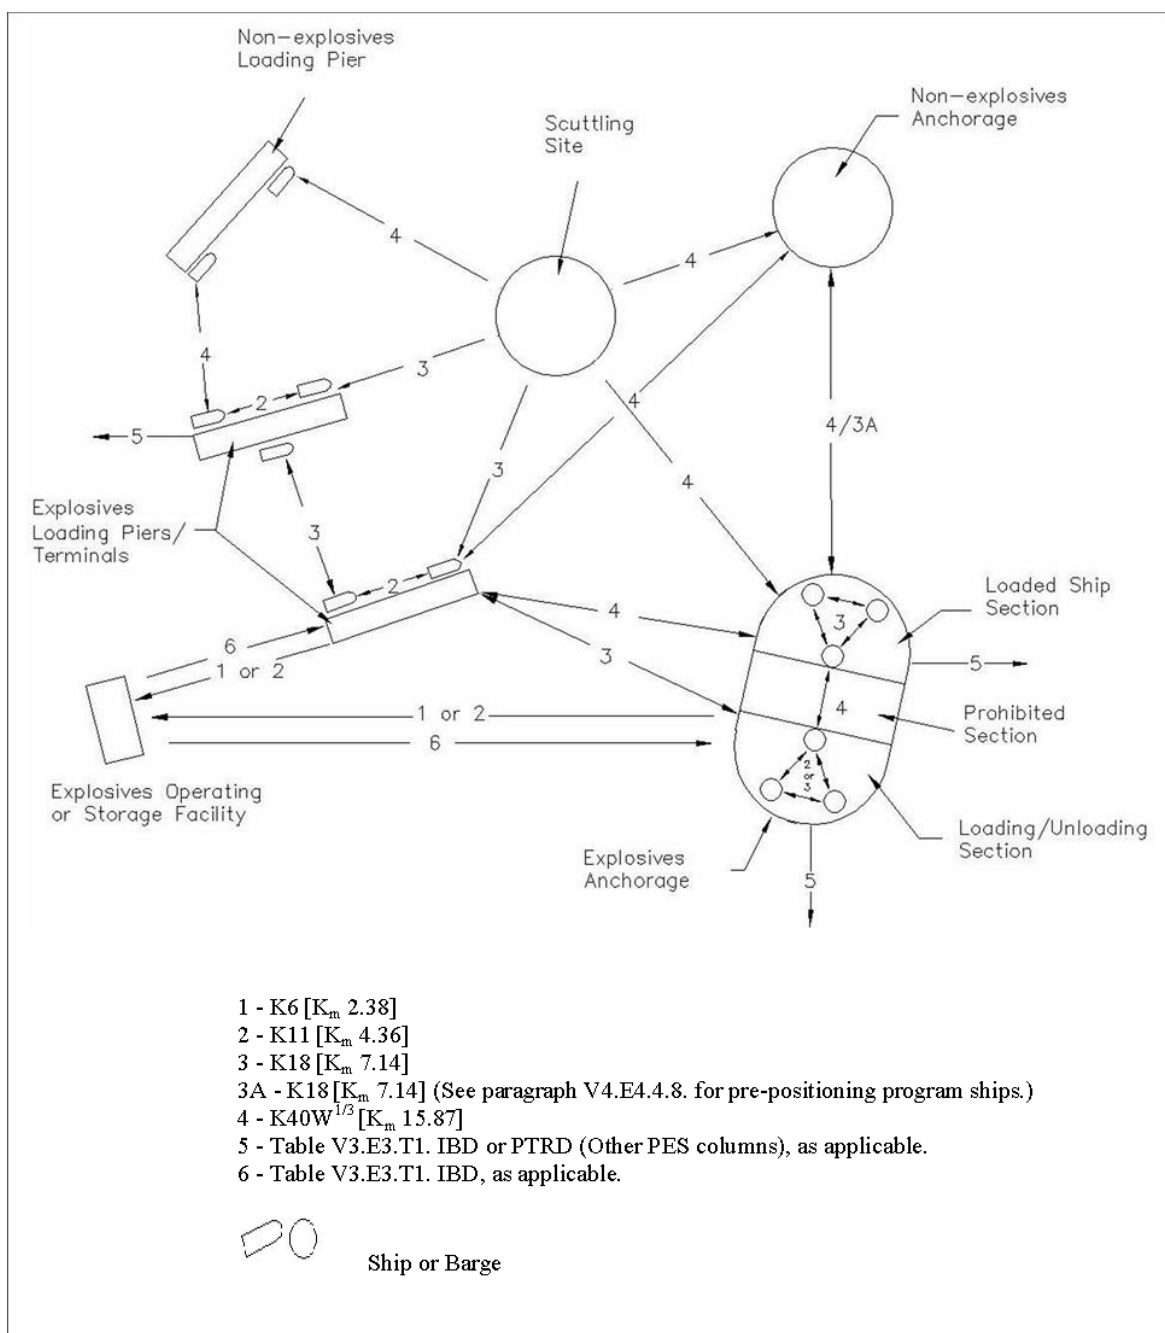 Non-explosives
Loading Pier
Scuttling
Site
Non-explosives
Anchorage
4
4
4
3
2
5
4
4/3A
3
4
Explosives
Loading Piers/
Terminals
3
2
Loaded Ship
Section
3
4
6
3
5
1 or 2
4
Prohibited
Section
1 or 2
6
2
or
3
Explosives Operating
or Storage Facility
Loading/Unloading
Section
Explosives
Anchorage
5
1 - K6 [Km 2.38]
2 - K11 [Km 4.36]
3 - K18 [Km 7.14]
3A - K18 [Km 7.14] (See paragraph V4.E4.4.8. for pre-positioning program ships.)
4 - K40W1/3 [Km 15.87]
5 - Table V3.E3.T1. IBD or PTRD (Other PES columns), as applicable.
6 - Table V3.E3.T1. IBD, as applicable.
Ship or Barge